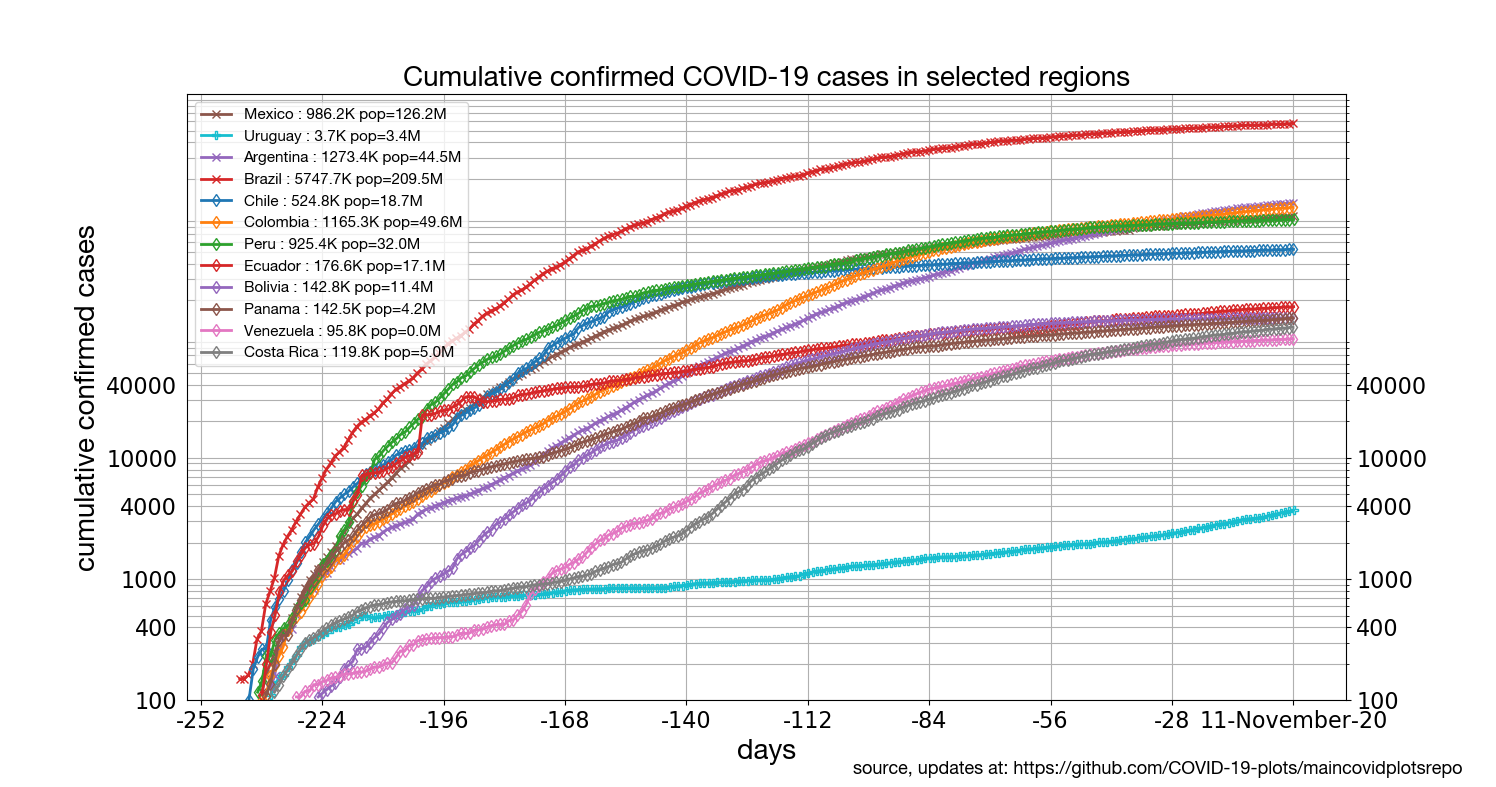 Cumulative confirmed COVID-19 cases in selected regions
Mexico : 986.2K pop=126.2M
Uruguay : 3.7K pop=3.4M
Argentina : 1273.4K pop=44.5M
Brazil : 5747.7K pop=209.5M
Chile : 524.8K pop=18.7M
Colombia : 1165.3K pop=49.6M
Peru : 925.4K pop=32.0M
Ecuador : 176.6K pop=17.1M
Bolivia : 142.8K pop=11.4M
Panama : 142.5K pop=4.2M
Venezuela : 95.8K pop=0.0M
Costa Rica : 119.8K pop=5.0M
cumulative confirmed cases
40000
10000
4000
1000
400
100
40000
10000
4000
1000
400
100
-252 -224 -196 -168 -140 -112 -84 -56 -28 11-November-20
days
source, updates at: https://github.com/COVID-19-plots/maincovidplotsrepo